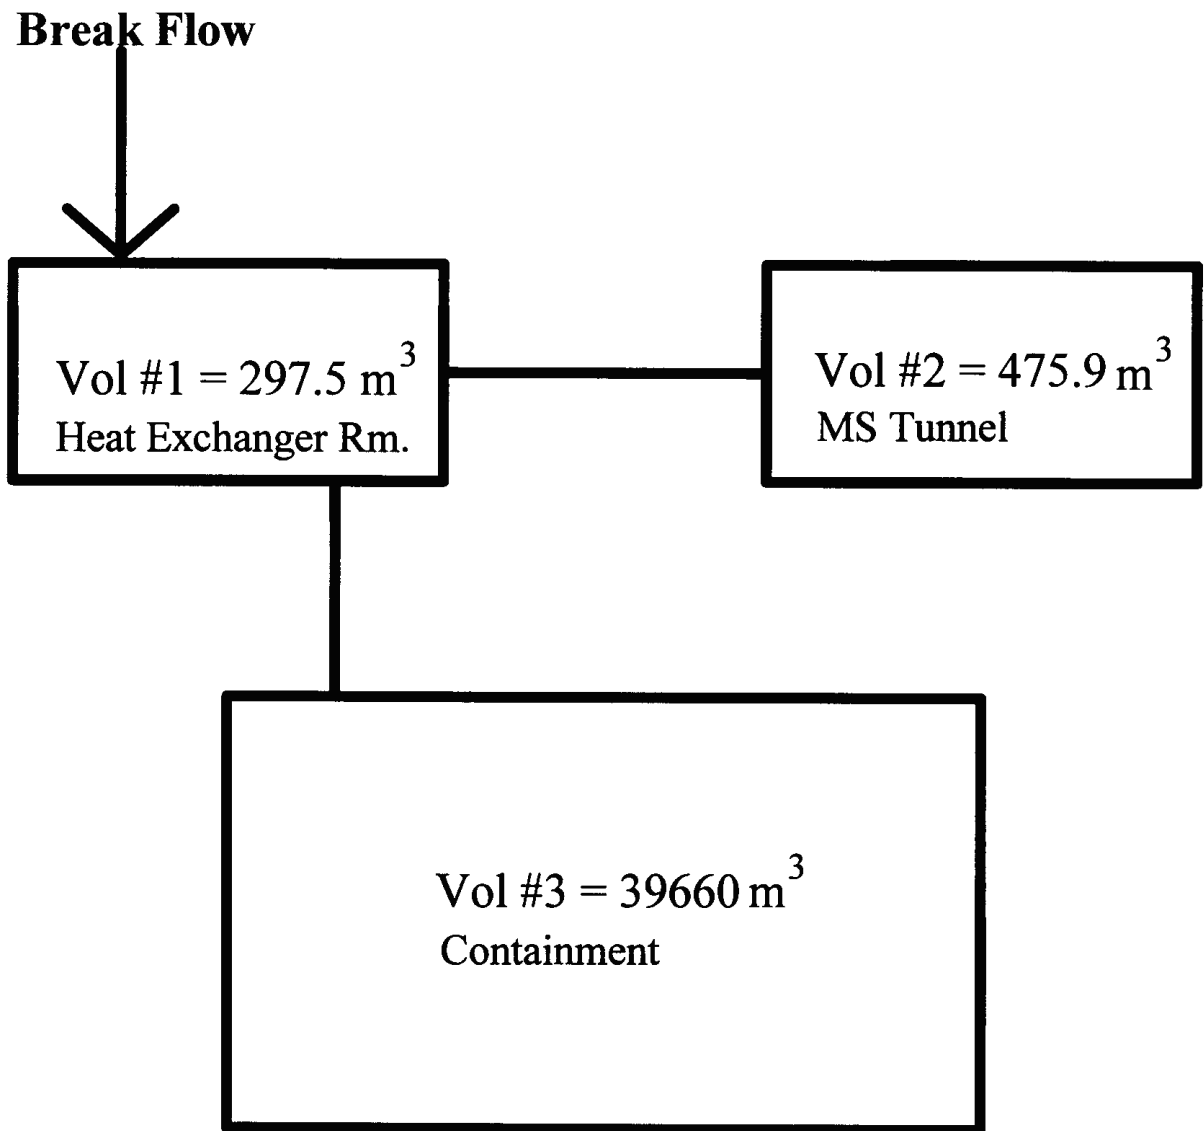 Break Flow
Vol #1 = 297.5 m³
Heat Exchanger Rm.
Vol #2 = 475.9 m³
MS Tunnel
Vol #3 = 39660 m³
Containment